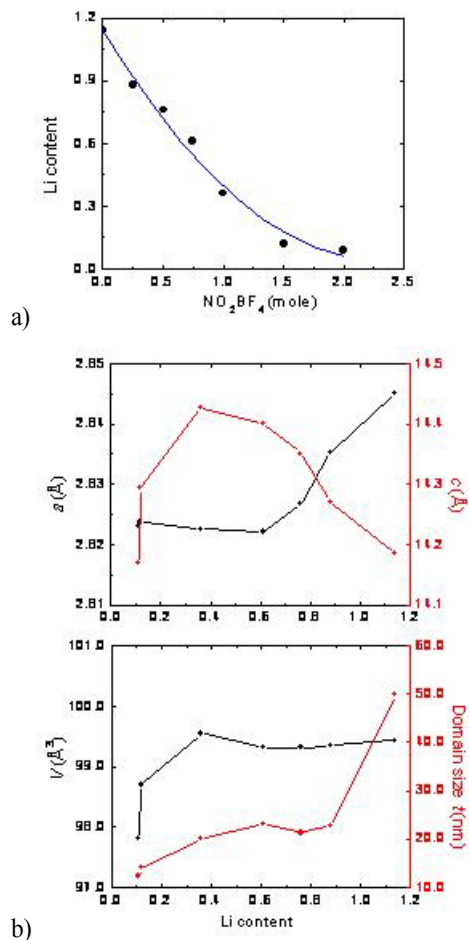 1.2
0.9
0.6
0.3
0.0
Li content
0.0 0.5 1.0 1.5 2.0 2.5
NO2BF4(mole)
a)
2.85
2.84
2.83
2.82
2.81
a(Å)
14.5
14.4
14.3
14.2
14.1
c(Å)
0.0 0.2 0.4 0.6 0.8 1.0 1.2
101.0
100.0
99.0
98.0
97.0
V(Å3)
60.0
50.0
40.0
30.0
20.0
10.0
Domain size t(nm)
0.0 0.2 0.4 0.6 0.8 1.0 1.2
Li content
b)